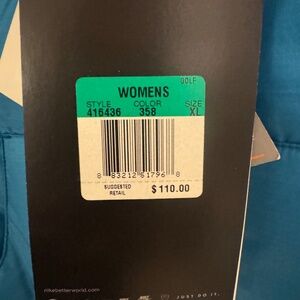 GOLF
WOMENS
STYLE COLOR SIZE
416436 358 XL
8 83212 61796 8
SUGGESTED RETAIL $110.00
nikebetterworld.com
JUST DO IT.